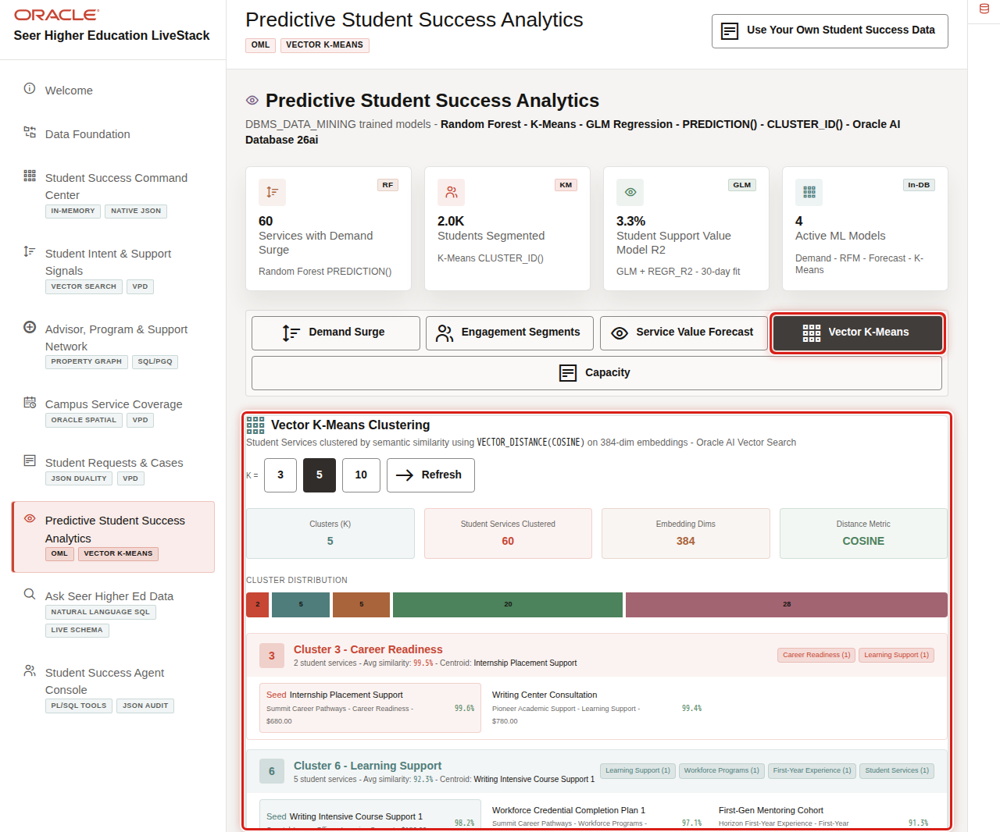 ORACLE
Seer Higher Education LiveStack
Welcome
Data Foundation
Student Success Command
Center
IN-MEMORY NATIVE JSON
Student Intent & Support
Signals
VECTOR SEARCH VPD
Advisor, Program & Support
Network
PROPERTY GRAPH SQL/PGQ
Campus Service Coverage
ORACLE SPATIAL VPD
Student Requests & Cases
JSON DUALITY VPD
Predictive Student Success
Analytics
OML VECTOR K-MEANS
Ask Seer Higher Ed Data
NATURAL LANGUAGE SQL
LIVE SCHEMA
Student Success Agent
Console
PL/SQL TOOLS JSON AUDIT
Predictive Student Success Analytics
OML VECTOR K-MEANS
Use Your Own Student Success Data
Predictive Student Success Analytics
DBMS_DATA_MINING trained models - Random Forest - K-Means - GLM Regression - PREDICTION() - CLUSTER_ID() - Oracle AI
Database 26ai
RF
60
Services with Demand
Surge
Random Forest PREDICTION()
KM
2.0K
Students Segmented
K-Means CLUSTER_ID()
GLM
3.3%
Student Support Value
Model R2
GLM + REGR_R2 - 30-day fit
In-DB
4
Active ML Models
Demand - RFM - Forecast - K-
Means
Demand Surge Engagement Segments Service Value Forecast Vector K-Means
Capacity
Vector K-Means Clustering
Student Services clustered by semantic similarity using VECTOR_DISTANCE(COSINE) on 384-dim embeddings - Oracle AI Vector Search
K = 3 5 10 Refresh
Clusters (K) Student Services Clustered Embedding Dims Distance Metric
5 60 384 COSINE
CLUSTER DISTRIBUTION
2 5 5 20 28
3 Cluster 3 - Career Readiness Career Readiness (1) Learning Support (1)
2 student services - Avg similarity: 99.5% - Centroid: Internship Placement Support
Seed Internship Placement Support
Summit Career Pathways - Career Readiness - 99.6%
$680.00
Writing Center Consultation
Pioneer Academic Support - Learning Support - 99.4%
$780.00
6 Cluster 6 - Learning Support Learning Support (1) Workforce Programs (1) First-Year Experience (1) Student Services (1)
5 student services - Avg similarity: 92.3% - Centroid: Writing Intensive Course Support 1
Seed Writing Intensive Course Support 1
98.2%
Workforce Credential Completion Plan 1
Summit Career Pathways - Workforce Programs - 97.1%
First-Gen Mentoring Cohort
Horizon First-Year Experience - First-Year 91.3%